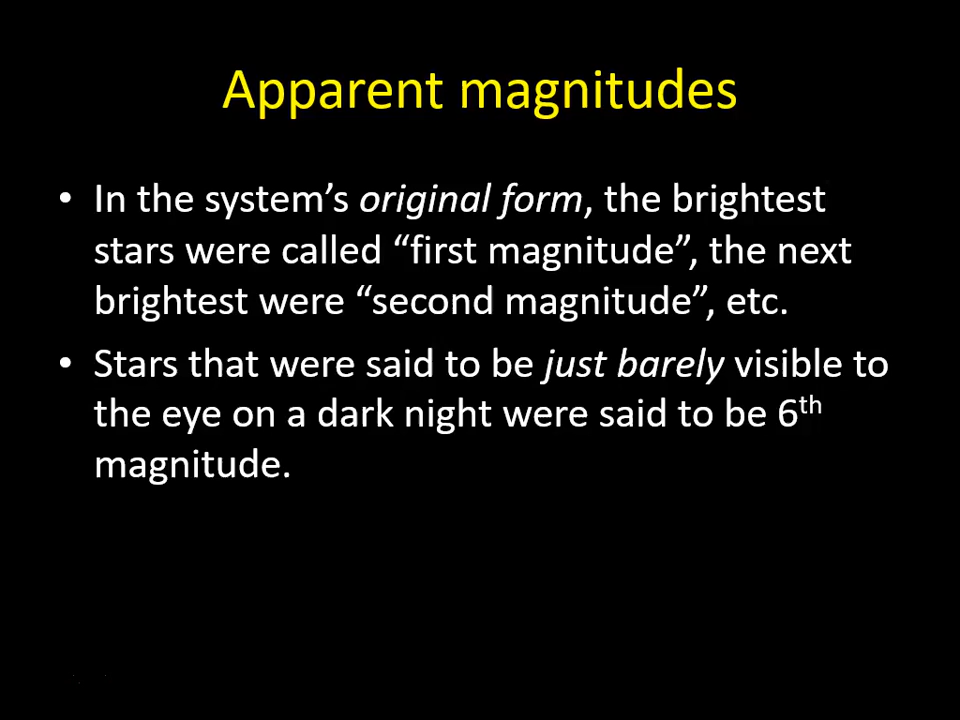 Apparent magnitudes
• In the system’s original form, the brightest
stars were called “first magnitude”, the next
brightest were “second magnitude”, etc.
• Stars that were said to be just barely visible to
the eye on a dark night were said to be 6th
magnitude.